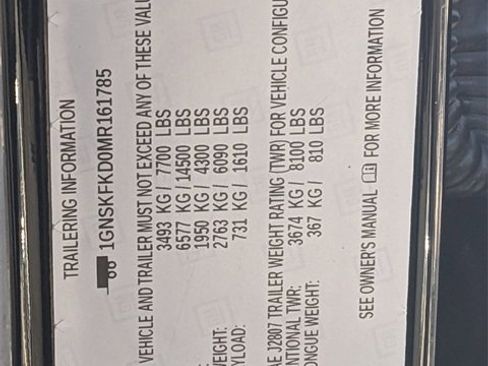 TRAILERING INFORMATION
1GNSKFKD0MR161785
VEHICLE AND TRAILER MUST NOT EXCEED ANY OF THESE VALU
3493 KG / 7700 LBS
6577 KG / 14500 LBS
1950 KG / 4300 LBS
WEIGHT: 2763 KG / 6090 LBS
YLOAD: 731 KG / 1610 LBS
AE J2807 TRAILER WEIGHT RATING (TWR) FOR VEHICLE CONFIGU
NTIONAL TWR: 3674 KG / 8100 LBS
ONGUE WEIGHT: 367 KG / 810 LBS
SEE OWNER'S MANUAL FOR MORE INFORMATION